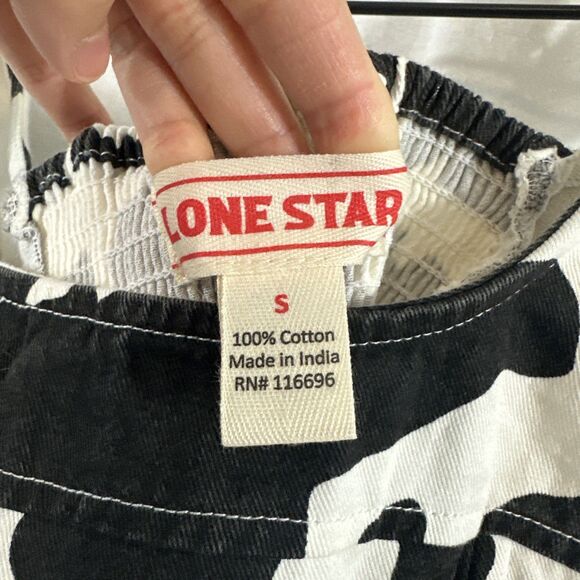 LONE STAR
S
100% Cotton
Made in India
RN# 116696